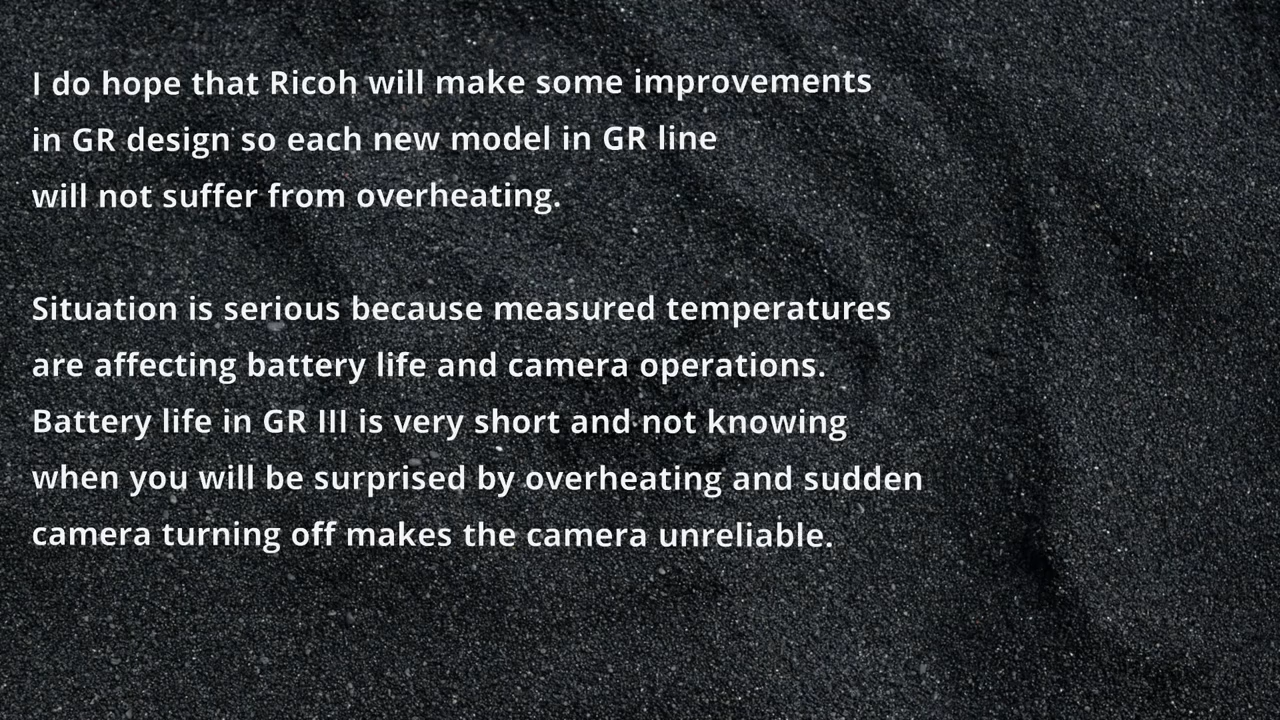 I do hope that Ricoh will make some improvements
in GR design so each new model in GR line
will not suffer from overheating.
Situation is serious because measured temperatures
are affecting battery life and camera operations.
Battery life in GR III is very short and not knowing
when you will be surprised by overheating and sudden
camera turning off makes the camera unreliable.